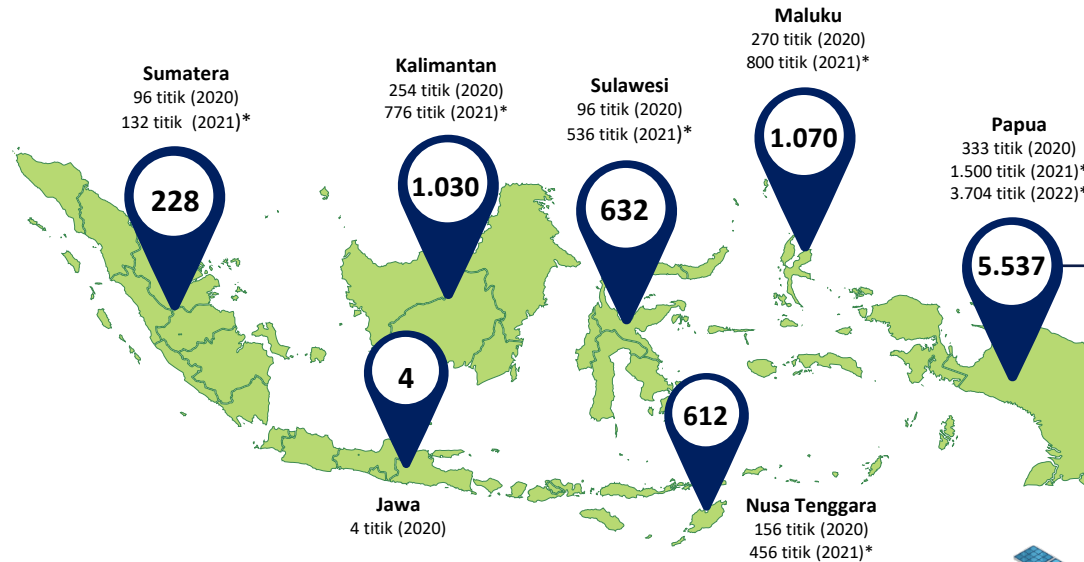 Sumatera
96 titik (2020)
132 titik (2021)*
228
Kalimantan
254 titik (2020)
776 titik (2021)*
1.030
Sulawesi
96 titik (2020)
536 titik (2021)*
632
Maluku
270 titik (2020)
800 titik (2021)*
1.070
Papua
333 titik (2020)
1.500 titik (2021)*
3.704 titik (2022)*
5.537
4
Jawa
4 titik (2020)
612
Nusa Tenggara
156 titik (2020)
456 titik (2021)*